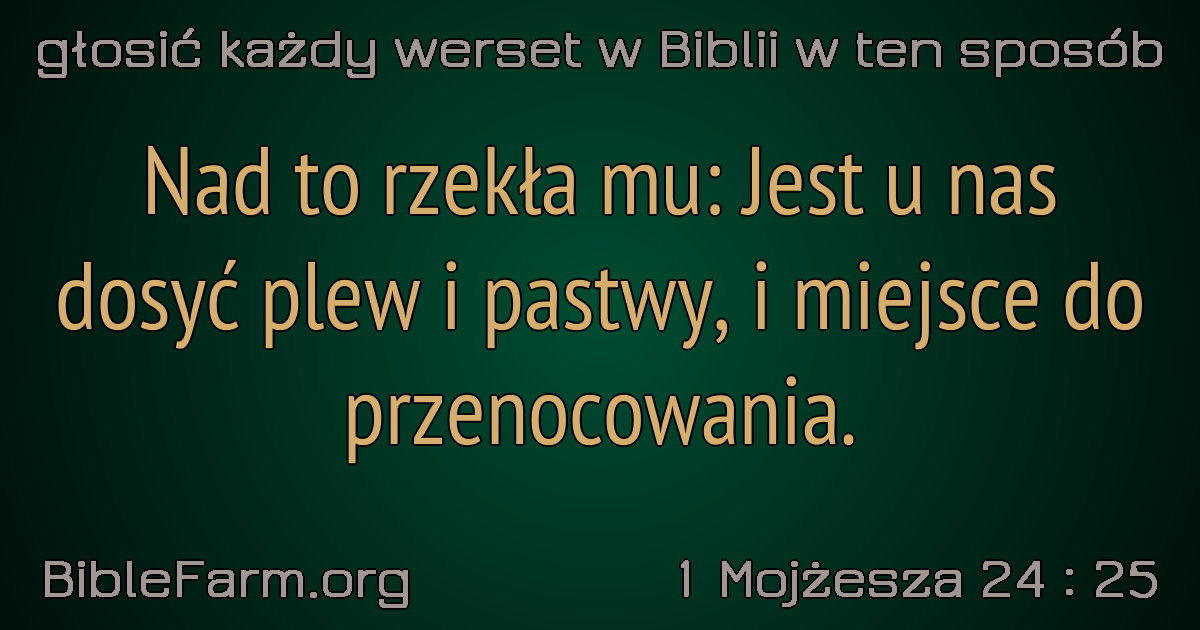 głosić każdy werset w Biblii w ten sposób
Nad to rzekła mu: Jest u nas
dosyć plew i pastwy, i miejsce do
przenocowania.
BibleFarm.org
1 Mojżesza 24 : 25